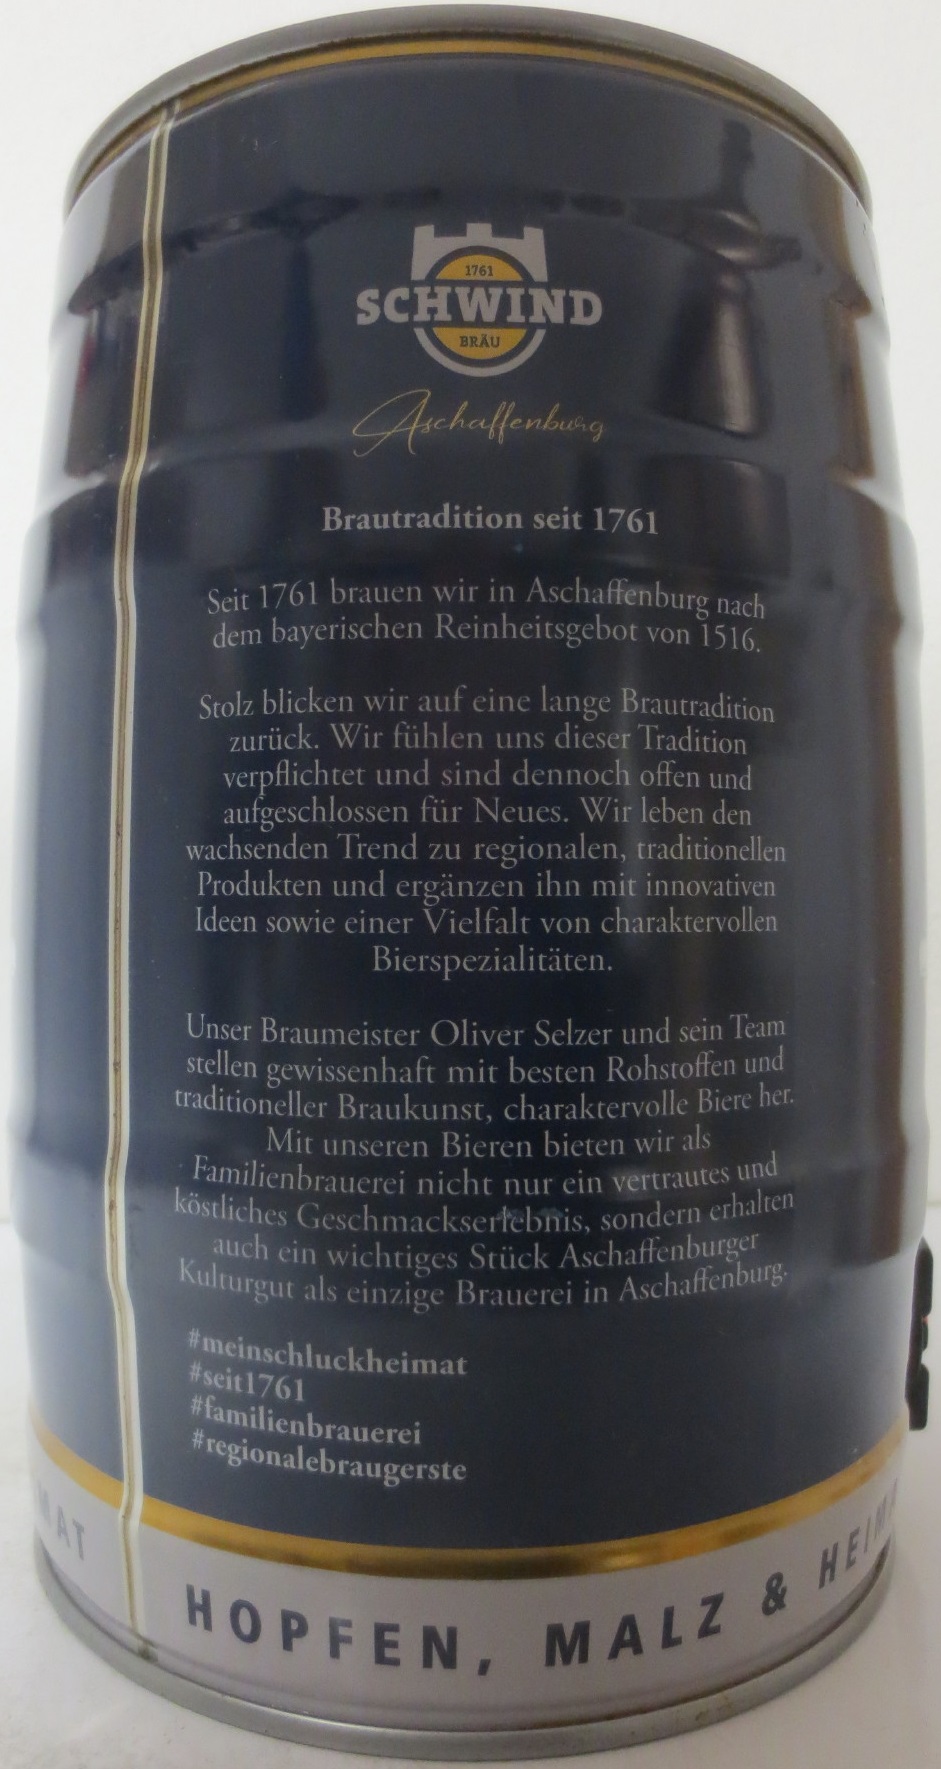 1761
SCHWIND
BRÄU
Aschaffenburg
Brautradition seit 1761
Seit 1761 brauen wir in Aschaffenburg nach
dem bayerischen Reinheitsgebot von 1516.
Stolz blicken wir auf eine lange Brautradition
zurück. Wir fühlen uns dieser Tradition
verpflichtet und sind dennoch offen und
aufgeschlossen für Neues. Wir leben den
wachsenden Trend zu regionalen, traditionellen
Produkten und ergänzen ihn mit innovativen
Ideen sowie einer Vielfalt von charaktervollen
Bierspezialitäten.
Unser Braumeister Oliver Selzer und sein Team
stellen gewissenhaft mit besten Rohstoffen und
traditioneller Braukunst, charaktervolle Biere her.
Mit unseren Bieren bieten wir als
Familienbrauerei nicht nur ein vertrautes und
köstliches Geschmackserlebnis, sondern erhalten
auch ein wichtiges Stück Aschaffenburger
Kulturgut als einzige Brauerei in Aschaffenburg.
#meinschluckheimat
#seit1761
#familienbrauerei
#regionalebraugerste
HOPFEN, MALZ &